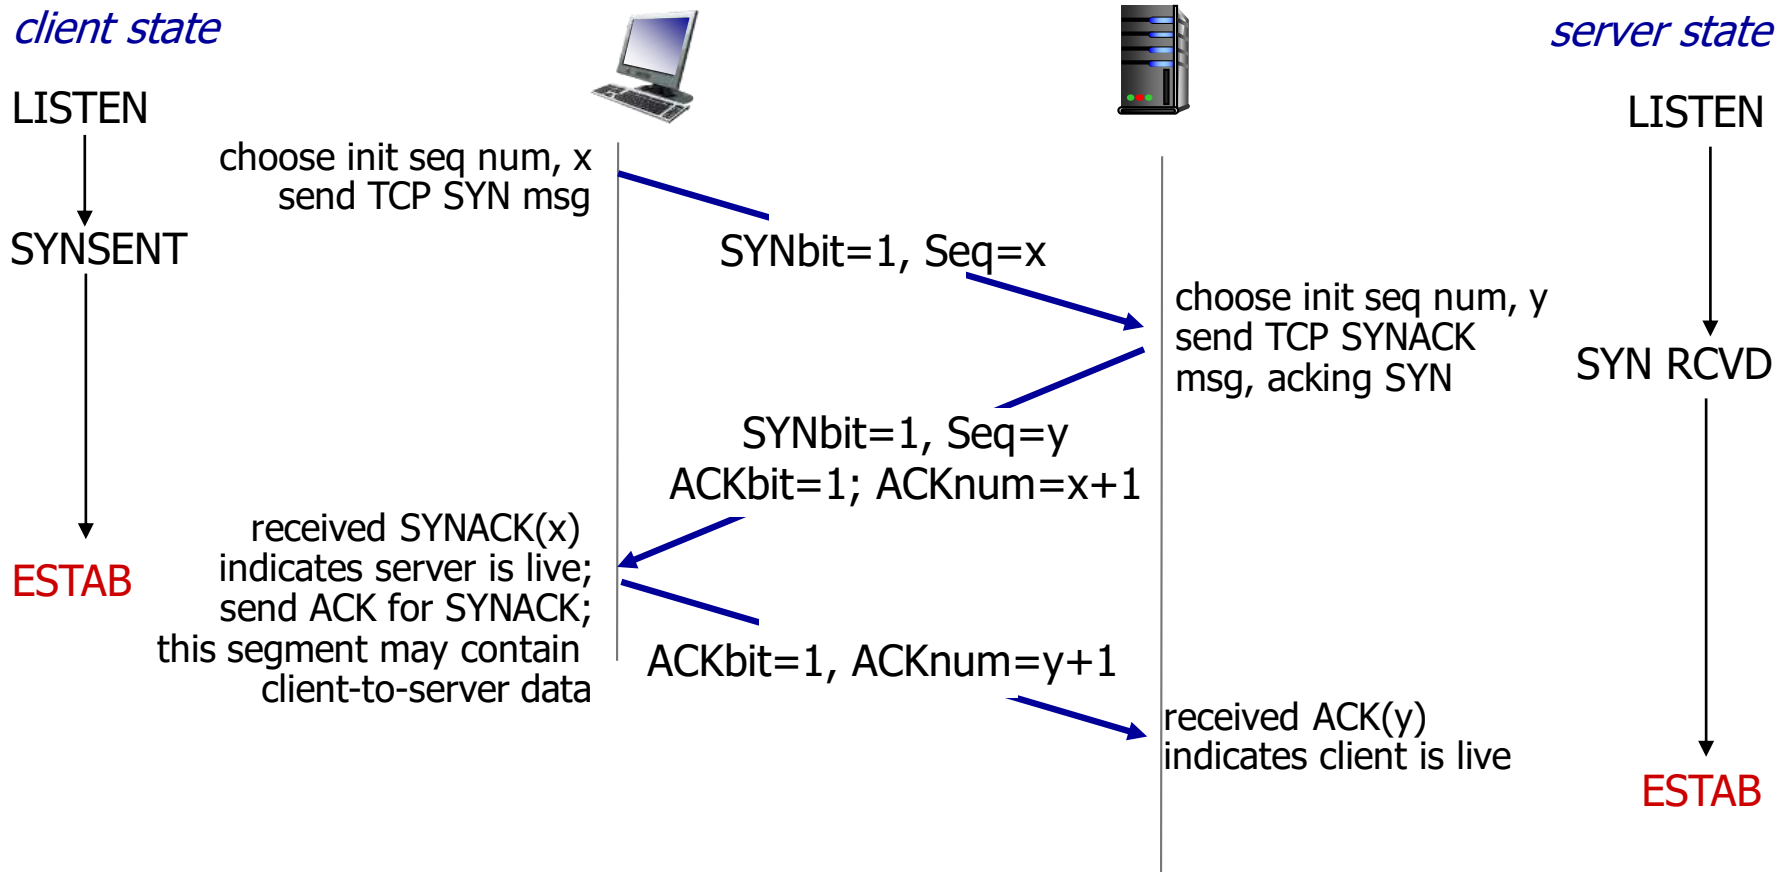 client state
server state
LISTEN
LISTEN
choose init seq num, x
send TCP SYN msg
SYNSENT
SYNbit=1, Seq=x
choose init seq num, y
send TCP SYNACK
msg, acking SYN
SYN RCVD
SYNbit=1, Seq=y
ACKbit=1; ACKnum=x+1
received SYNACK(x)
indicates server is live;
send ACK for SYNACK;
this segment may contain
client-to-server data
ESTAB
ACKbit=1, ACKnum=y+1
received ACK(y)
indicates client is live
ESTAB